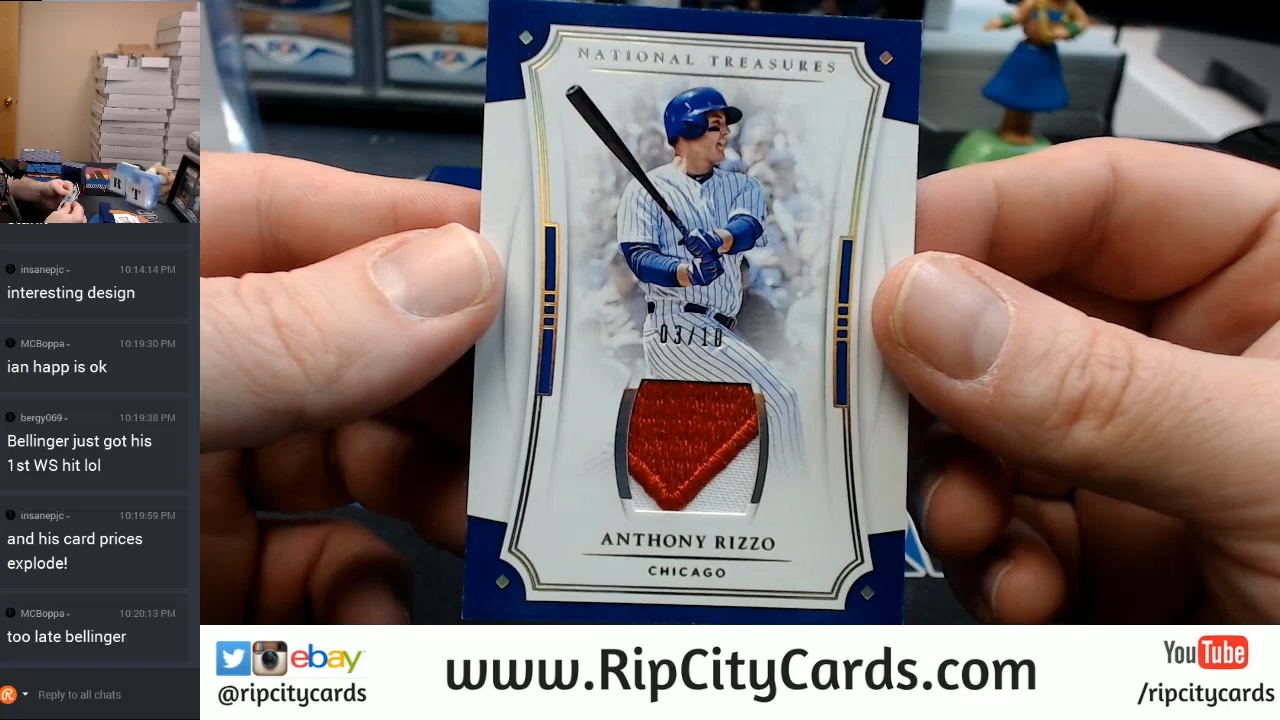 insanepjc
10:14:14 PM
interesting design
MCBoppa
10:19:30 PM
ian happ is ok
bergy069
10:19:38 PM
Bellinger just got his
1st WS hit lol
insanepjc
10:19:59 PM
and his card prices
explode!
MCBoppa
10:20:13 PM
too late bellinger
Reply to all chats
R T
NATIONAL TREASURES
03/10
ANTHONY RIZZO
CHICAGO
ebay
@ripcitycards
www.RipCityCards.com
YouTube
/ripcitycards